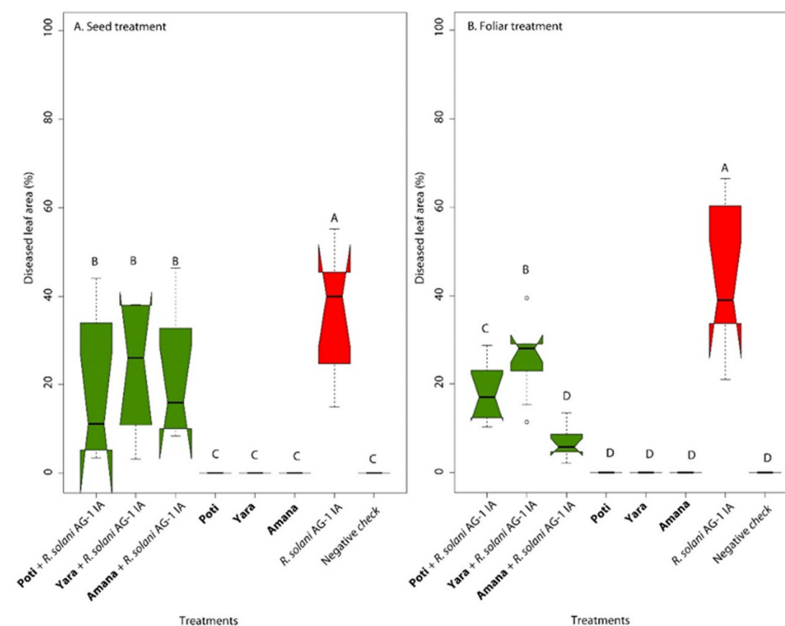 A. Seed treatment
Diseased leaf area (%)
100
80
60
40
20
0
B
B
B
C
C
C
A
C
Poti + R. solani AG-1 IA
Yara + R. solani AG-1 IA
Amana + R. solani AG-1 IA
Poti
Yara
Amana
R. solani AG-1 IA
Negative check
Treatments
B. Foliar treatment
Diseased leaf area (%)
100
80
60
40
20
0
C
B
D
D
D
D
A
D
Poti + R. solani AG-1 IA
Yara + R. solani AG-1 IA
Amana + R. solani AG-1 IA
Poti
Yara
Amana
R. solani AG-1 IA
Negative check
Treatments